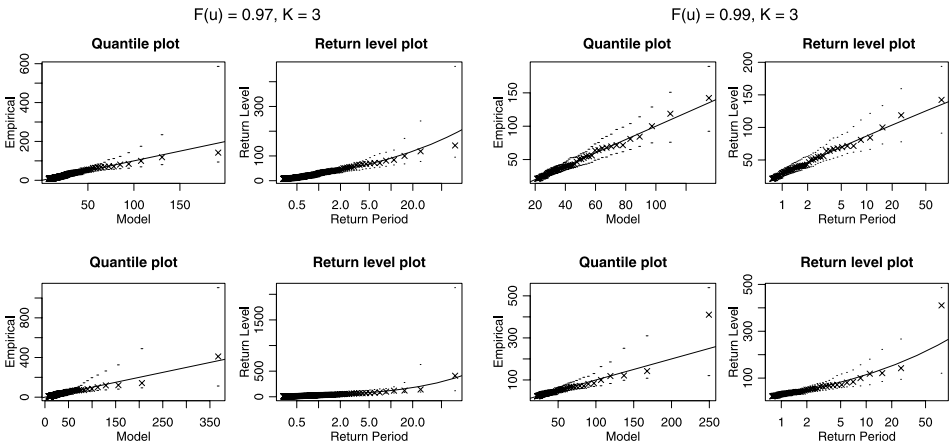 F(u) = 0.97, K = 3
F(u) = 0.99, K = 3
Quantile plot
Return level plot
Quantile plot
Return level plot
Empirical
0 200 400 600
50 100 150
Model
Return Level
0 100 300
0.5 2.0 5.0 20.0
Return Period
Empirical
50 100 150
20 40 60 80 100
Model
Return Level
50 100 150 200
1 2 5 10 20 50
Return Period
Quantile plot
Return level plot
Quantile plot
Return level plot
Empirical
0 400 800
0 50 150 250 350
Model
Return Level
0 500 1500
0.5 2.0 5.0 20.0
Return Period
Empirical
100 300 500
50 100 150 200 250
Model
Return Level
100 300 500
1 2 5 10 20 50
Return Period